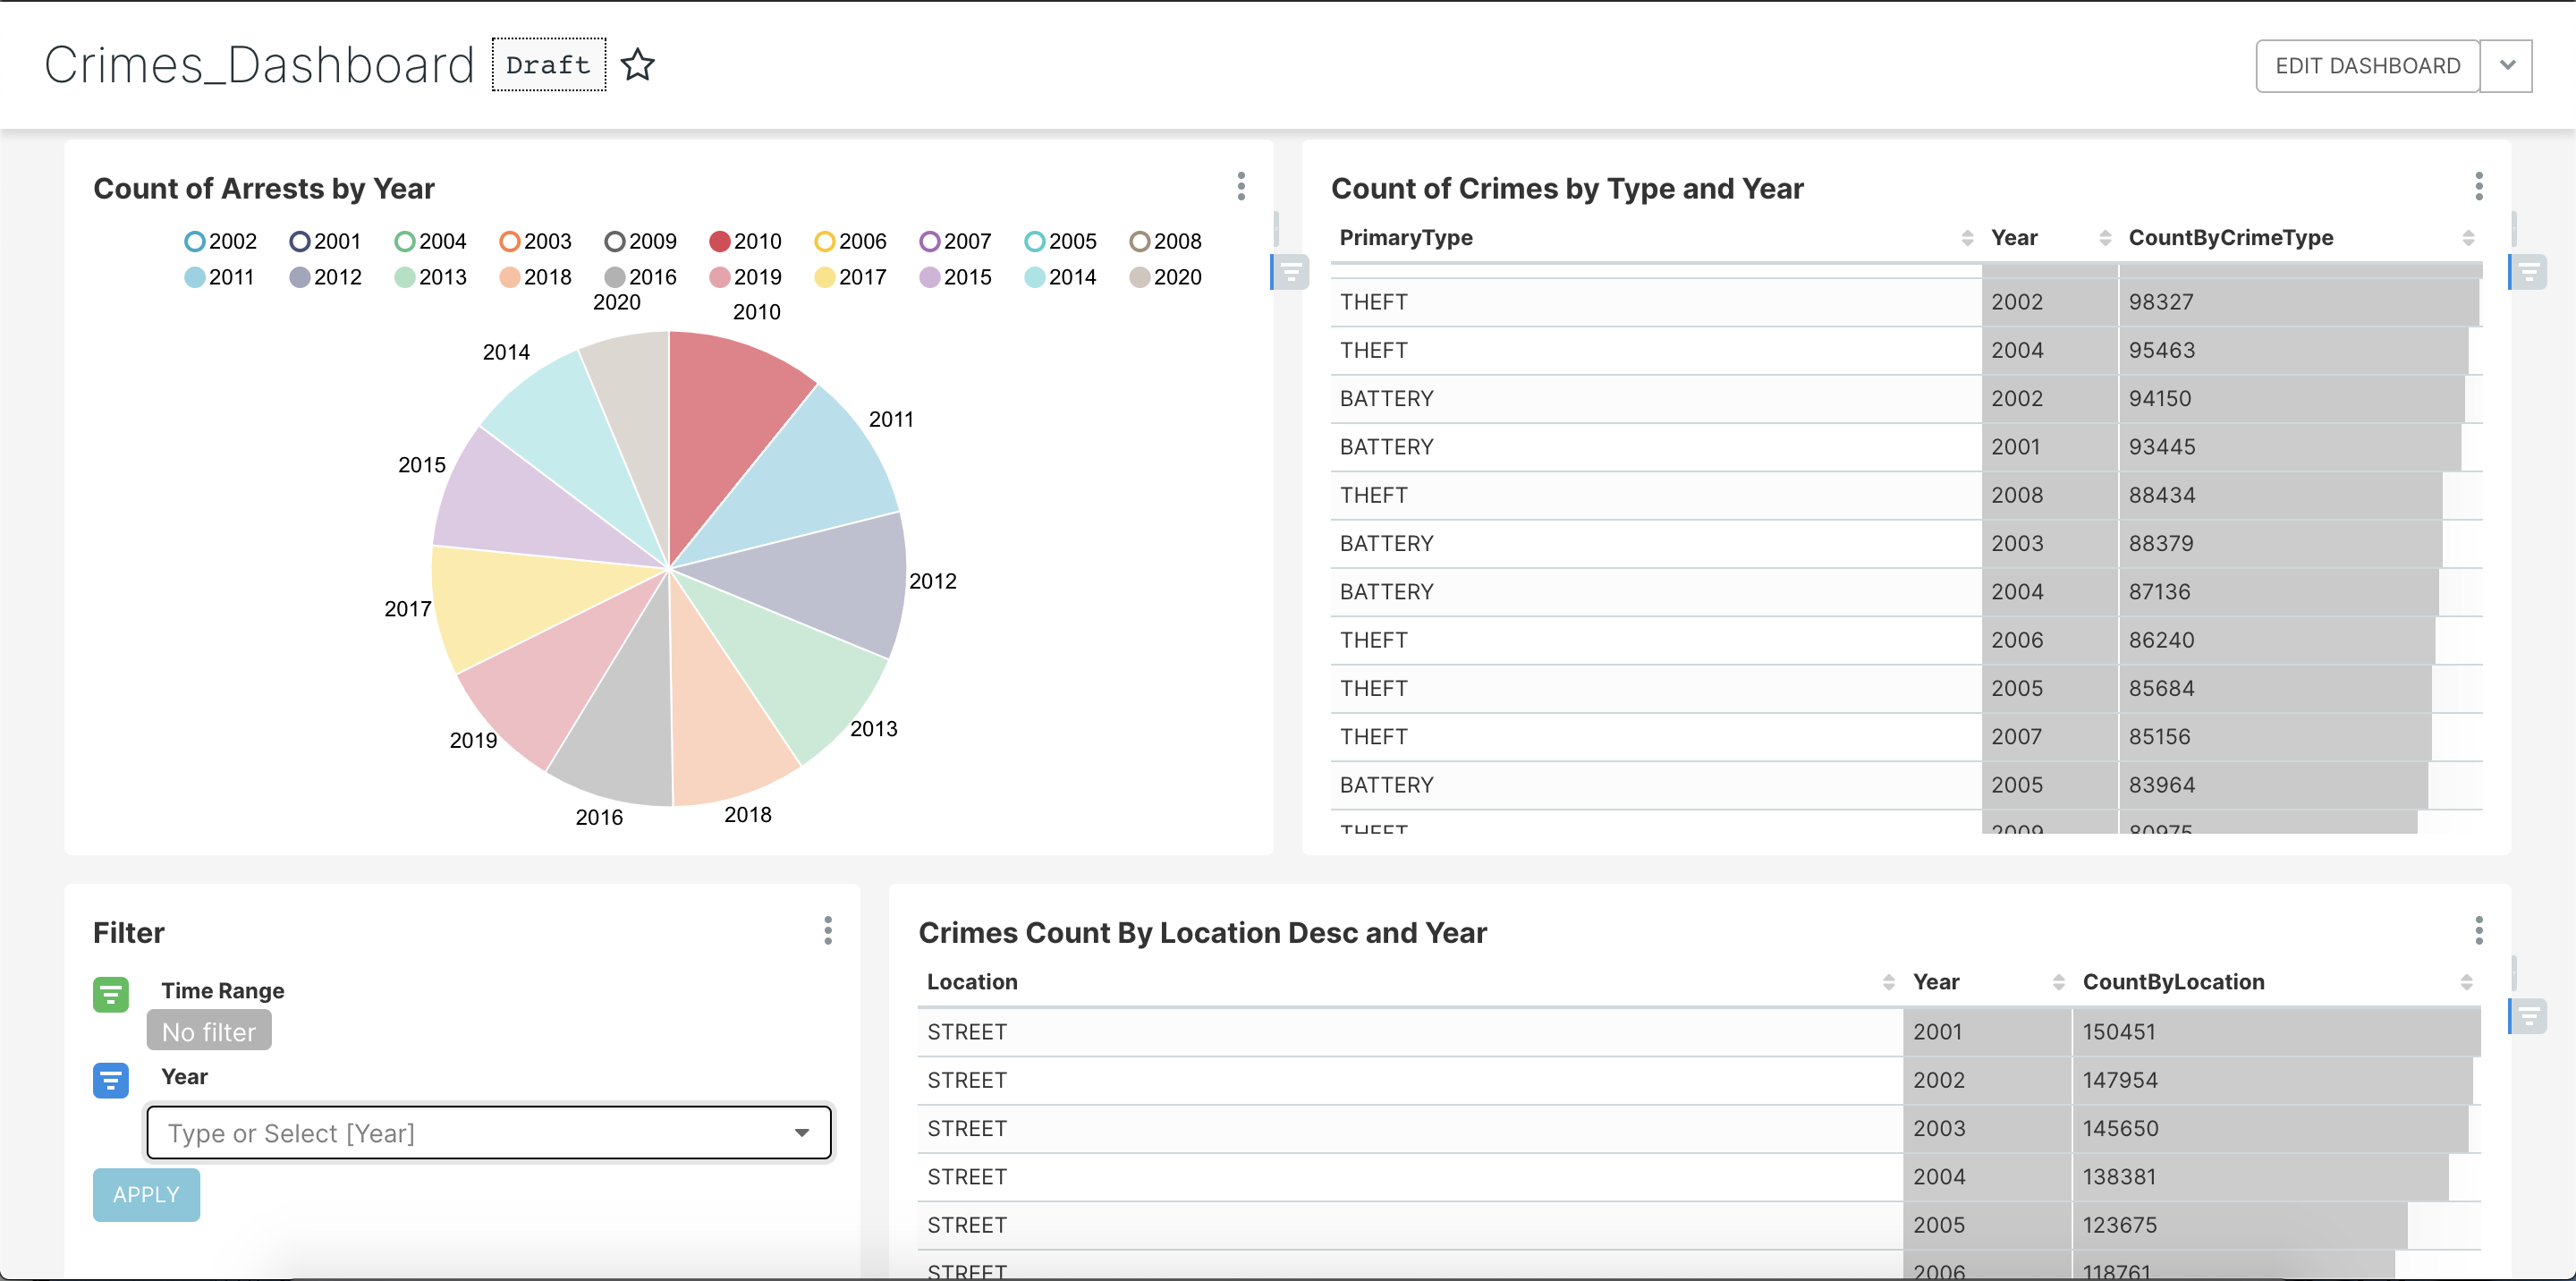 Crimes_Dashboard Draft EDIT DASHBOARD
Count of Arrests by Year
2002 2001 2004 2003 2009 2010 2006 2007 2005 2008
2011 2012 2013 2018 2016 2019 2017 2015 2014 2020
2020
2010
2014
2011
2015
2012
2017
2013
2019
2018
2016
Count of Crimes by Type and Year
PrimaryType Year CountByCrimeType
THEFT 2002 98327
THEFT 2004 95463
BATTERY 2002 94150
BATTERY 2001 93445
THEFT 2008 88434
BATTERY 2003 88379
BATTERY 2004 87136
THEFT 2006 86240
THEFT 2005 85684
THEFT 2007 85156
BATTERY 2005 83964
THEFT 2009 80975
Filter
Time Range
No filter
Year
Type or Select [Year]
APPLY
Crimes Count By Location Desc and Year
Location Year CountByLocation
STREET 2001 150451
STREET 2002 147954
STREET 2003 145650
STREET 2004 138381
STREET 2005 123675
STREET 2006 118761